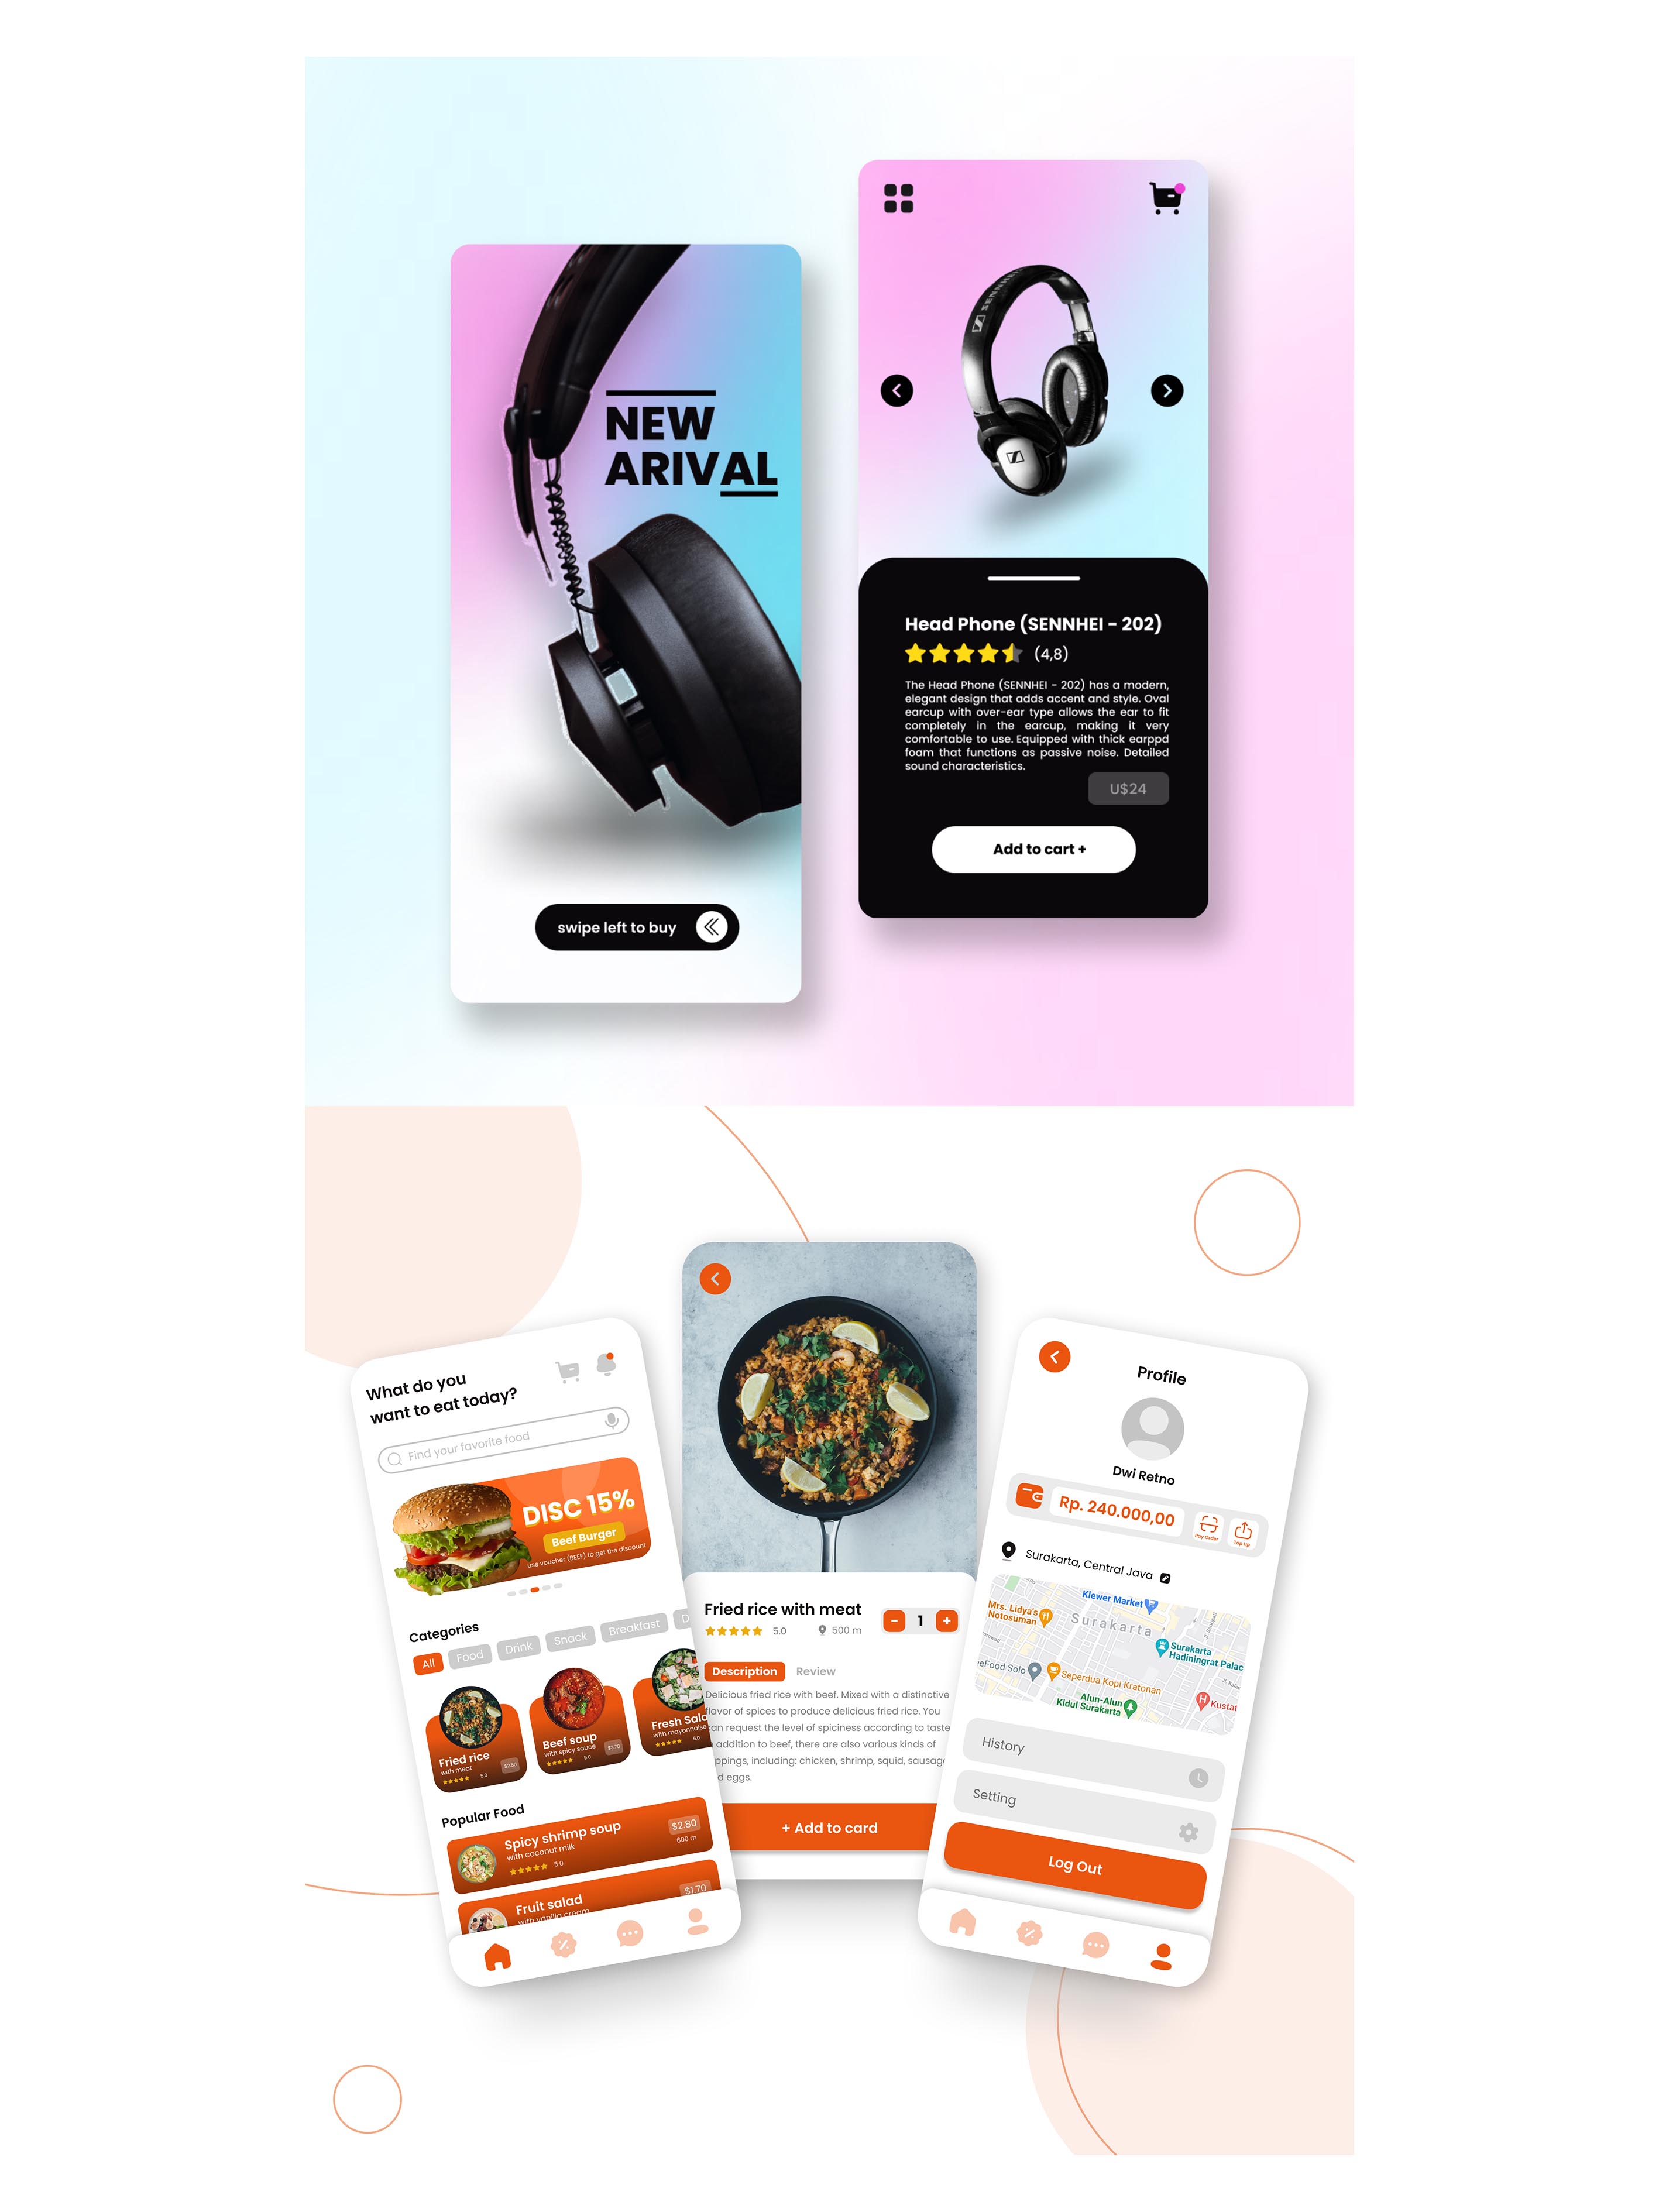 NEW
ARIVAL
swipe left to buy
SENNHEI
Head Phone (SENNHEI - 202)
(4,8)
The Head Phone (SENNHEI - 202) has a modern,
elegant design that adds accent and style. Oval
earcup with over-ear type allows the ear to fit
completely in the earcup, making it very
comfortable to use. Equipped with thick earppd
foam that functions as passive noise. Detailed
sound characteristics.
U$24
Add to cart +
What do you
want to eat today?
Find your favorite food
DISC 15%
Beef Burger
use voucher (BEEF) to get the discount
Categories
All Food Drink Snack Breakfast D
Fried rice
with meat
5.0 $2.50
Beef soup
with spicy sauce
5.0 $3.70
Fresh Sala
with mayonnaise
5.0
Popular Food
Spicy shrimp soup
with coconut milk
5.0
$2.80
600 m
Fruit salad
with vanilla cream
$1.70
Fried rice with meat
5.0 500 m
- 1 +
Description Review
Delicious fried rice with beef. Mixed with a distinctive
flavor of spices to produce delicious fried rice. You
an request the level of spiciness according to taste
addition to beef, there are also various kinds of
ppings, including: chicken, shrimp, squid, sausage
d eggs.
+ Add to card
Profile
Dwi Retno
Rp. 240.000,00
Pay Order
Top Up
Surakarta, Central Java
Klewer Market
Mrs. Lidya's
Notosuman
Surakarta
Surakarta
Hadiningrat Palac
eFood Solo
Seperdua Kopi Kratonan
Alun-Alun
Kidul Surakarta
Kustat
History
Setting
Log Out